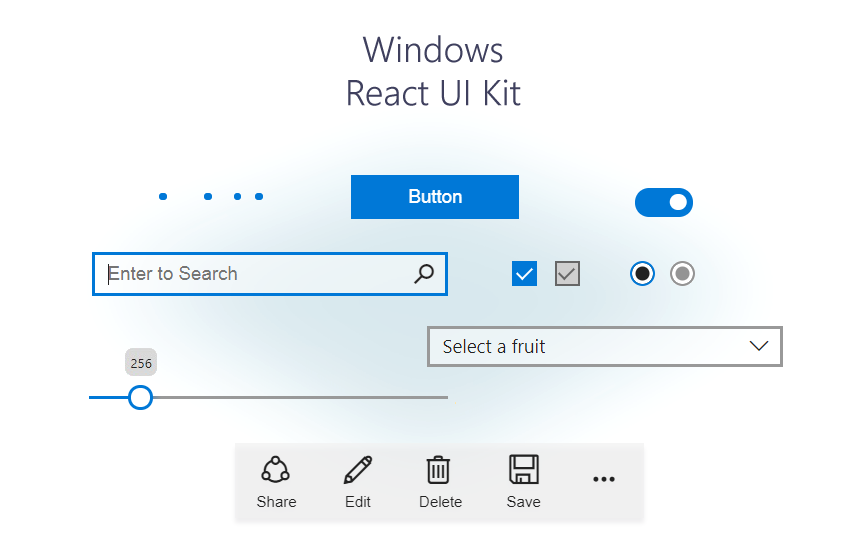 Windows
React UI Kit
Button
Enter to Search
Select a fruit
256
Share Edit Delete Save